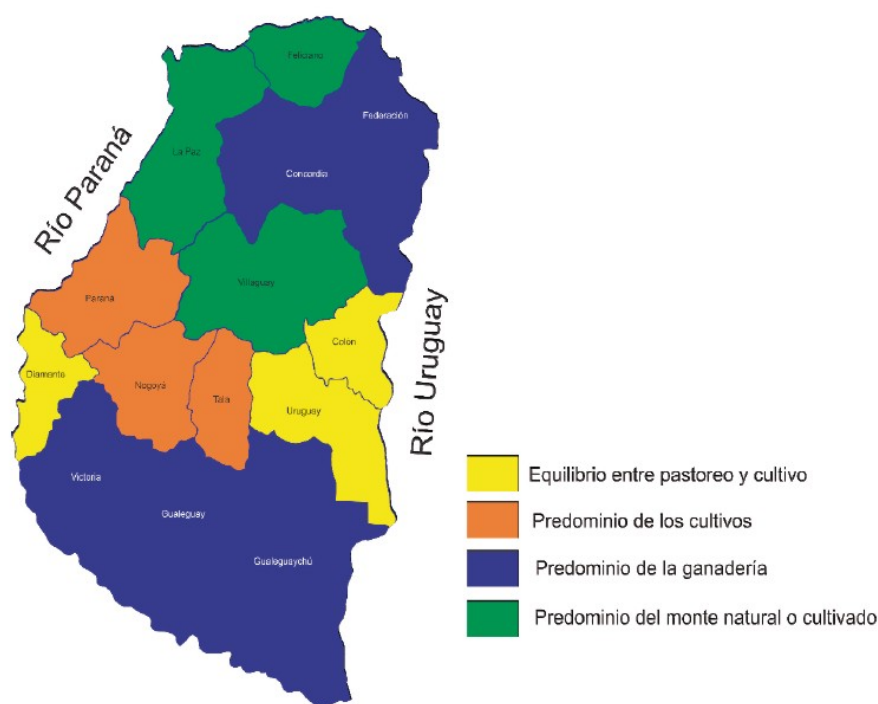 Feliciano
Federación
La Paz
Concordia
Río Paraná
Villaguay
Paraná
Colón
Diamante
Nogoyá
Tala
Uruguay
Río Uruguay
Victoria
Gualeguay
Gualeguaychú
Equilibrio entre pastoreo y cultivo
Predominio de los cultivos
Predominio de la ganadería
Predominio del monte natural o cultivado